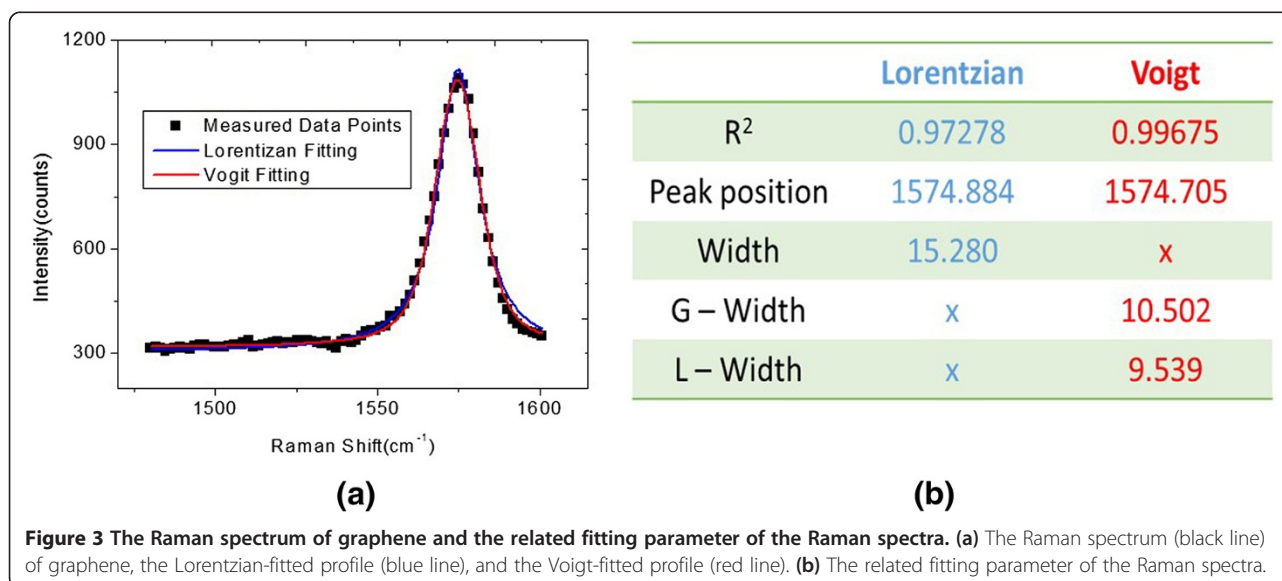 1200
900
600
300
Intensity(counts)
Measured Data Points
Lorentizan Fitting
Vogit Fitting
1500 1550 1600
Raman Shift(cm⁻¹)
(a)
Lorentzian Voigt
R² 0.97278 0.99675
Peak position 1574.884 1574.705
Width 15.280 x
G – Width x 10.502
L – Width x 9.539
(b)
Figure 3 The Raman spectrum of graphene and the related fitting parameter of the Raman spectra. (a) The Raman spectrum (black line)
of graphene, the Lorentzian-fitted profile (blue line), and the Voigt-fitted profile (red line). (b) The related fitting parameter of the Raman spectra.